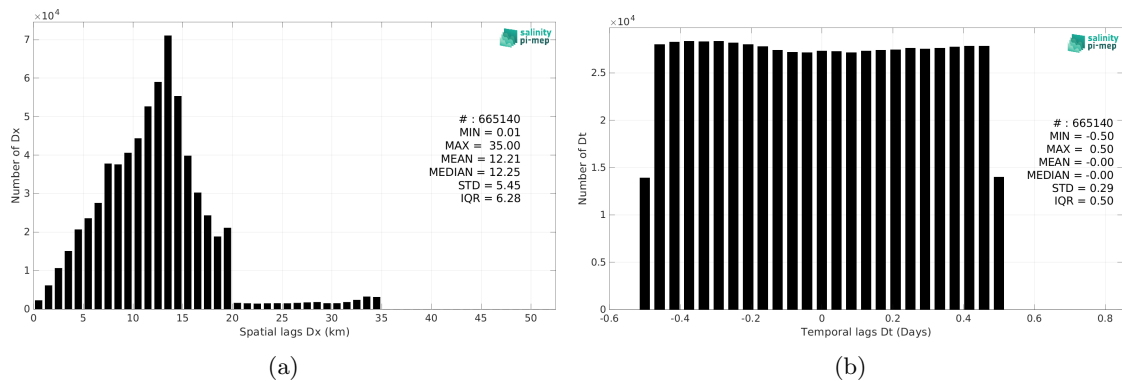 ×10⁴
7
6
5
4
3
2
1
0
Number of Dx
0 5 10 15 20 25 30 35 40 45 50
Spatial lags Dx (km)
salinity
pi-mep
# : 665140
MIN = 0.01
MAX = 35.00
MEAN = 12.21
MEDIAN = 12.25
STD = 5.45
IQR = 6.28
(a)
×10⁴
2.5
2
1.5
1
0.5
0
Number of Dt
-0.6 -0.4 -0.2 0 0.2 0.4 0.6 0.8
Temporal lags Dt (Days)
salinity
pi-mep
# : 665140
MIN = -0.50
MAX = 0.50
MEAN = -0.00
MEDIAN = -0.00
STD = 0.29
IQR = 0.50
(b)